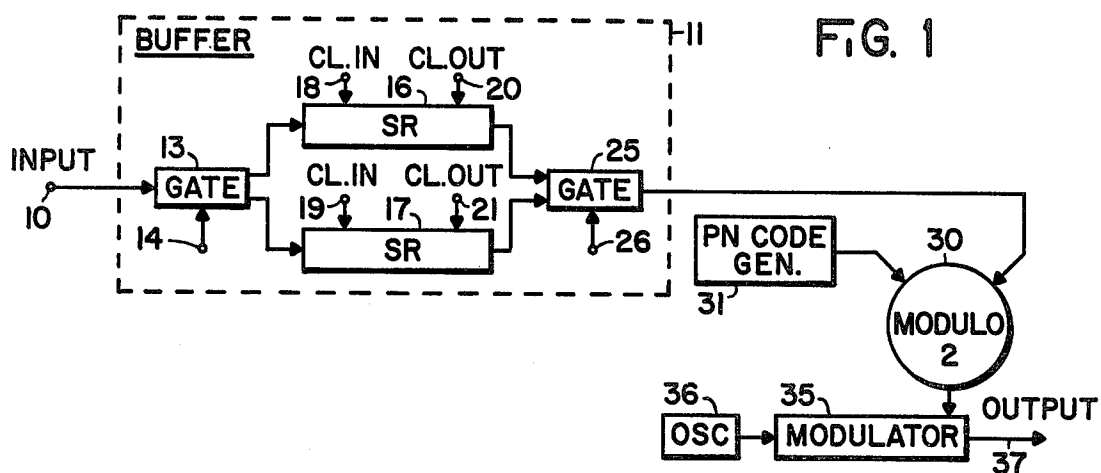 BUFFER
11
FIG. 1
CL.IN
CL.OUT
18
16
20
SR
INPUT
13
25
GATE
CL.IN
CL.OUT
GATE
10
19
17
21
14
SR
26
PN CODE
GEN.
30
31
MODULO
2
36
35
OUTPUT
OSC
MODULATOR
37